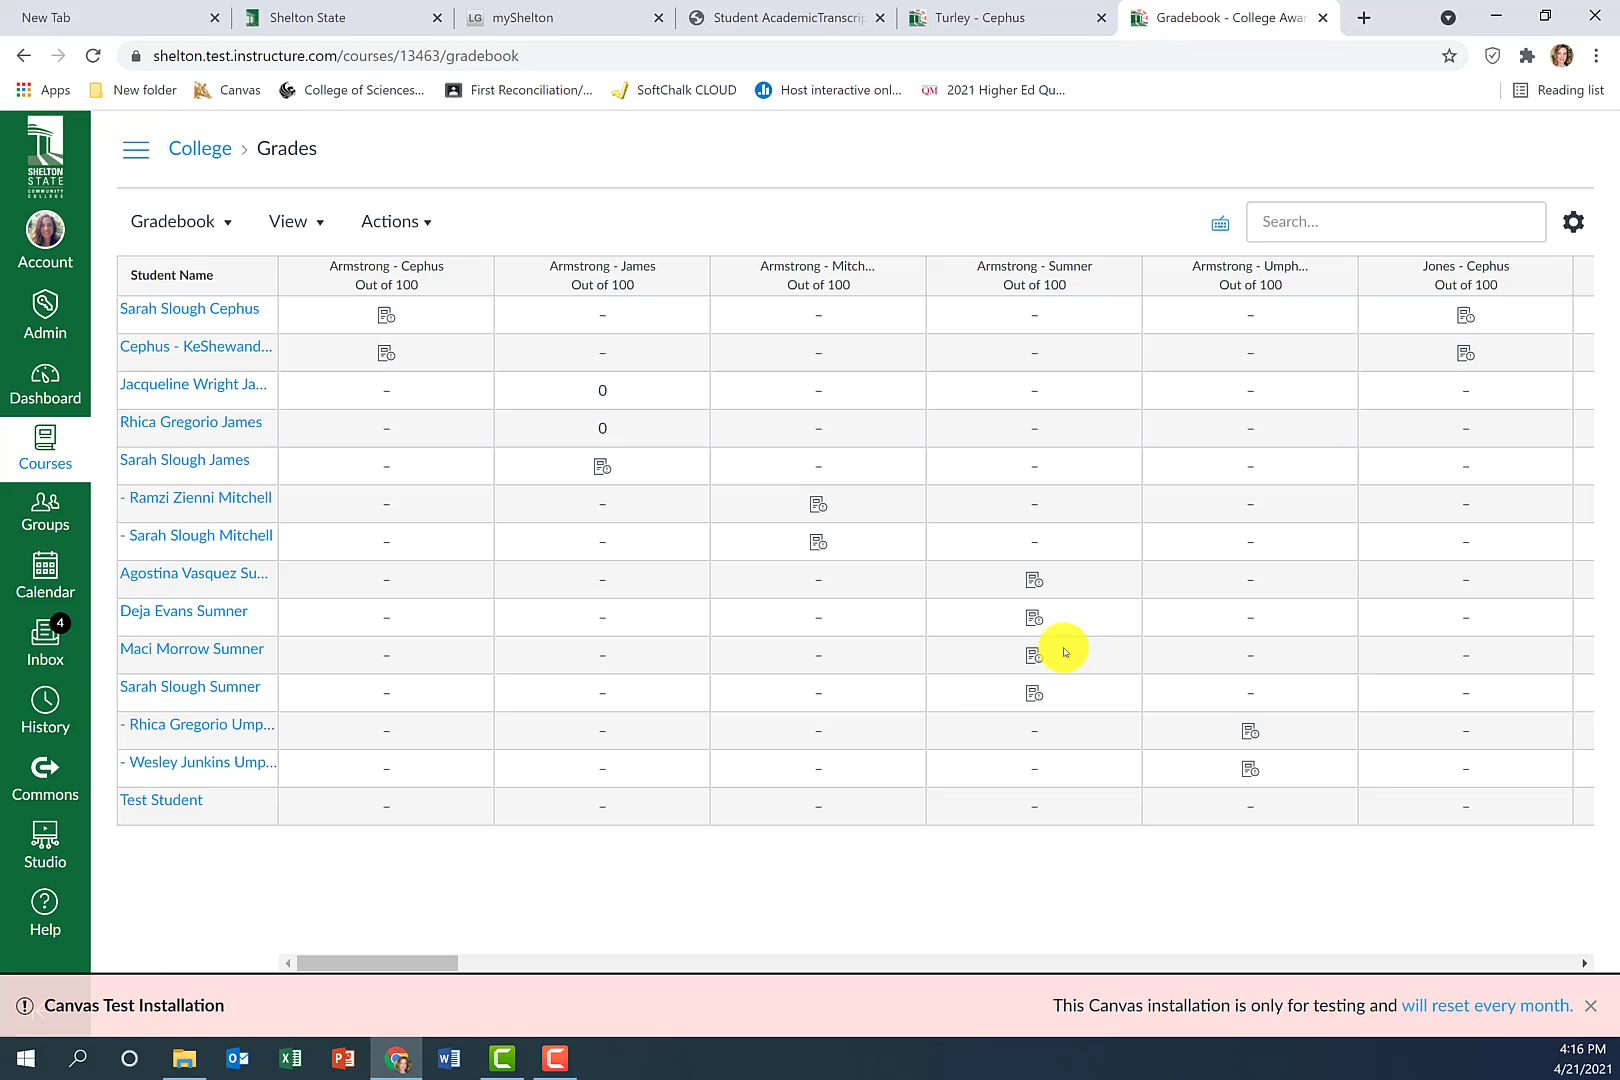 New Tab
Shelton State
LG myShelton
Student AcademicTranscrip
Turley - Cephus
Gradebook - College Awar
shelton.test.instructure.com/courses/13463/gradebook
Apps
New folder
Canvas
College of Sciences...
First Reconciliation/...
SoftChalk CLOUD
Host interactive onl...
QM 2021 Higher Ed Qu...
Reading list
SHELTON
STATE
COMMUNITY
COLLEGE
Account
Admin
Dashboard
Courses
Groups
Calendar
4
Inbox
History
Commons
Studio
Help
College > Grades
Gradebook
View
Actions
Search...
Student Name
Armstrong - Cephus
Out of 100
Armstrong - James
Out of 100
Armstrong - Mitch...
Out of 100
Armstrong - Sumner
Out of 100
Armstrong - Umph...
Out of 100
Jones - Cephus
Out of 100
Sarah Slough Cephus – – – –
Cephus - KeShewand... – – – –
Jacqueline Wright Ja... – 0 – – – –
Rhica Gregorio James – 0 – – – –
Sarah Slough James – – – – –
- Ramzi Zienni Mitchell – – – – –
- Sarah Slough Mitchell – – – – –
Agostina Vasquez Su... – – – – –
Deja Evans Sumner – – – – –
Maci Morrow Sumner – – – – –
Sarah Slough Sumner – – – – –
- Rhica Gregorio Ump... – – – – –
- Wesley Junkins Ump... – – – – –
Test Student – – – – – –
Canvas Test Installation
This Canvas installation is only for testing and will reset every month.
4:16 PM
4/21/2021